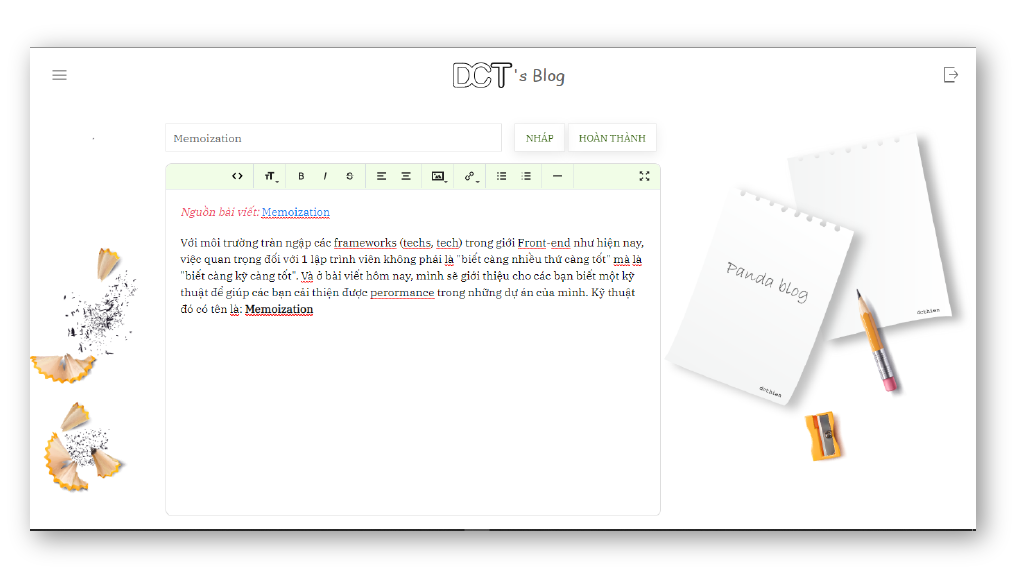 DCT's Blog
Memoization
NHÁP
HOÀN THÀNH
Nguồn bài viết: Memoization
Với môi trường tràn ngập các frameworks (techs, tech) trong giới Front-end như hiện nay,
việc quan trọng đối với 1 lập trình viên không phải là "biết càng nhiều thứ càng tốt" mà là
"biết càng kỹ càng tốt". Và ở bài viết hôm nay, mình sẽ giới thiệu cho các bạn biết một kỹ
thuật để giúp các bạn cải thiện được perormance trong những dự án của mình. Kỹ thuật
đó có tên là: Memoization
Panda blog
dcthien
dcthien